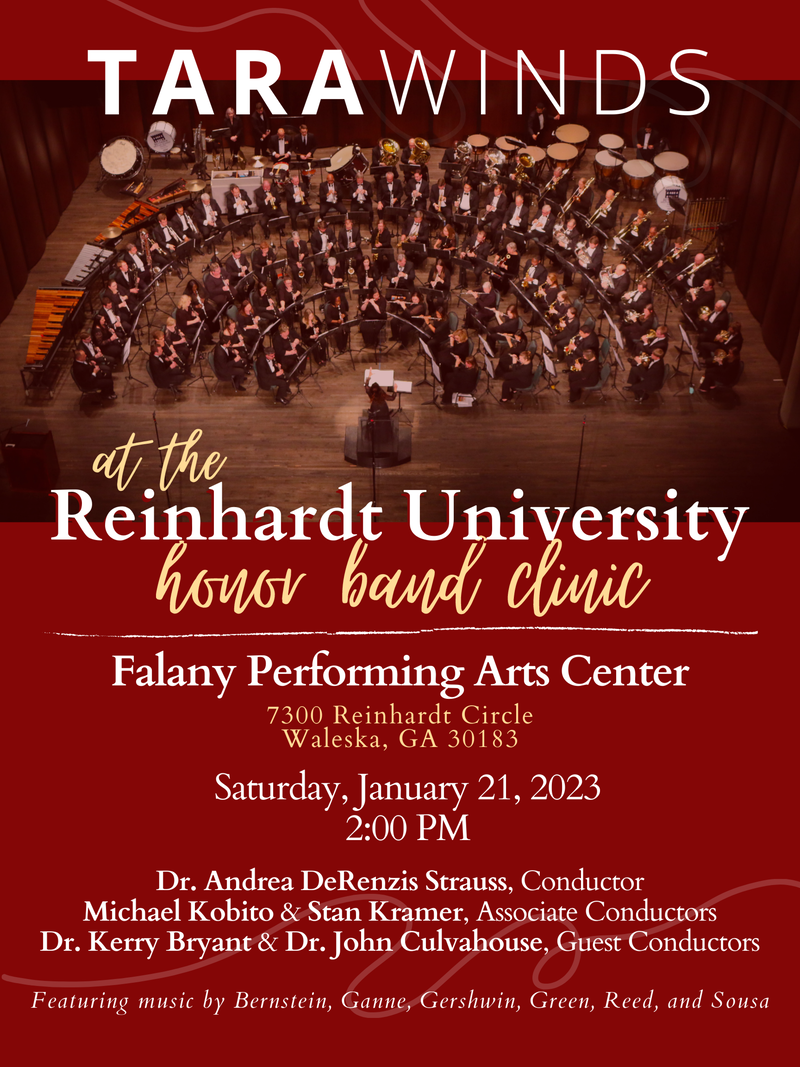 TARAWINDS
at the
Reinhardt University
honor band clinic
Falany Performing Arts Center
7300 Reinhardt Circle
Waleska, GA 30183
Saturday, January 21, 2023
2:00 PM
Dr. Andrea DeRenzis Strauss, Conductor
Michael Kobito & Stan Kramer, Associate Conductors
Dr. Kerry Bryant & Dr. John Culvahouse, Guest Conductors
Featuring music by Bernstein, Ganne, Gershwin, Green, Reed, and Sousa